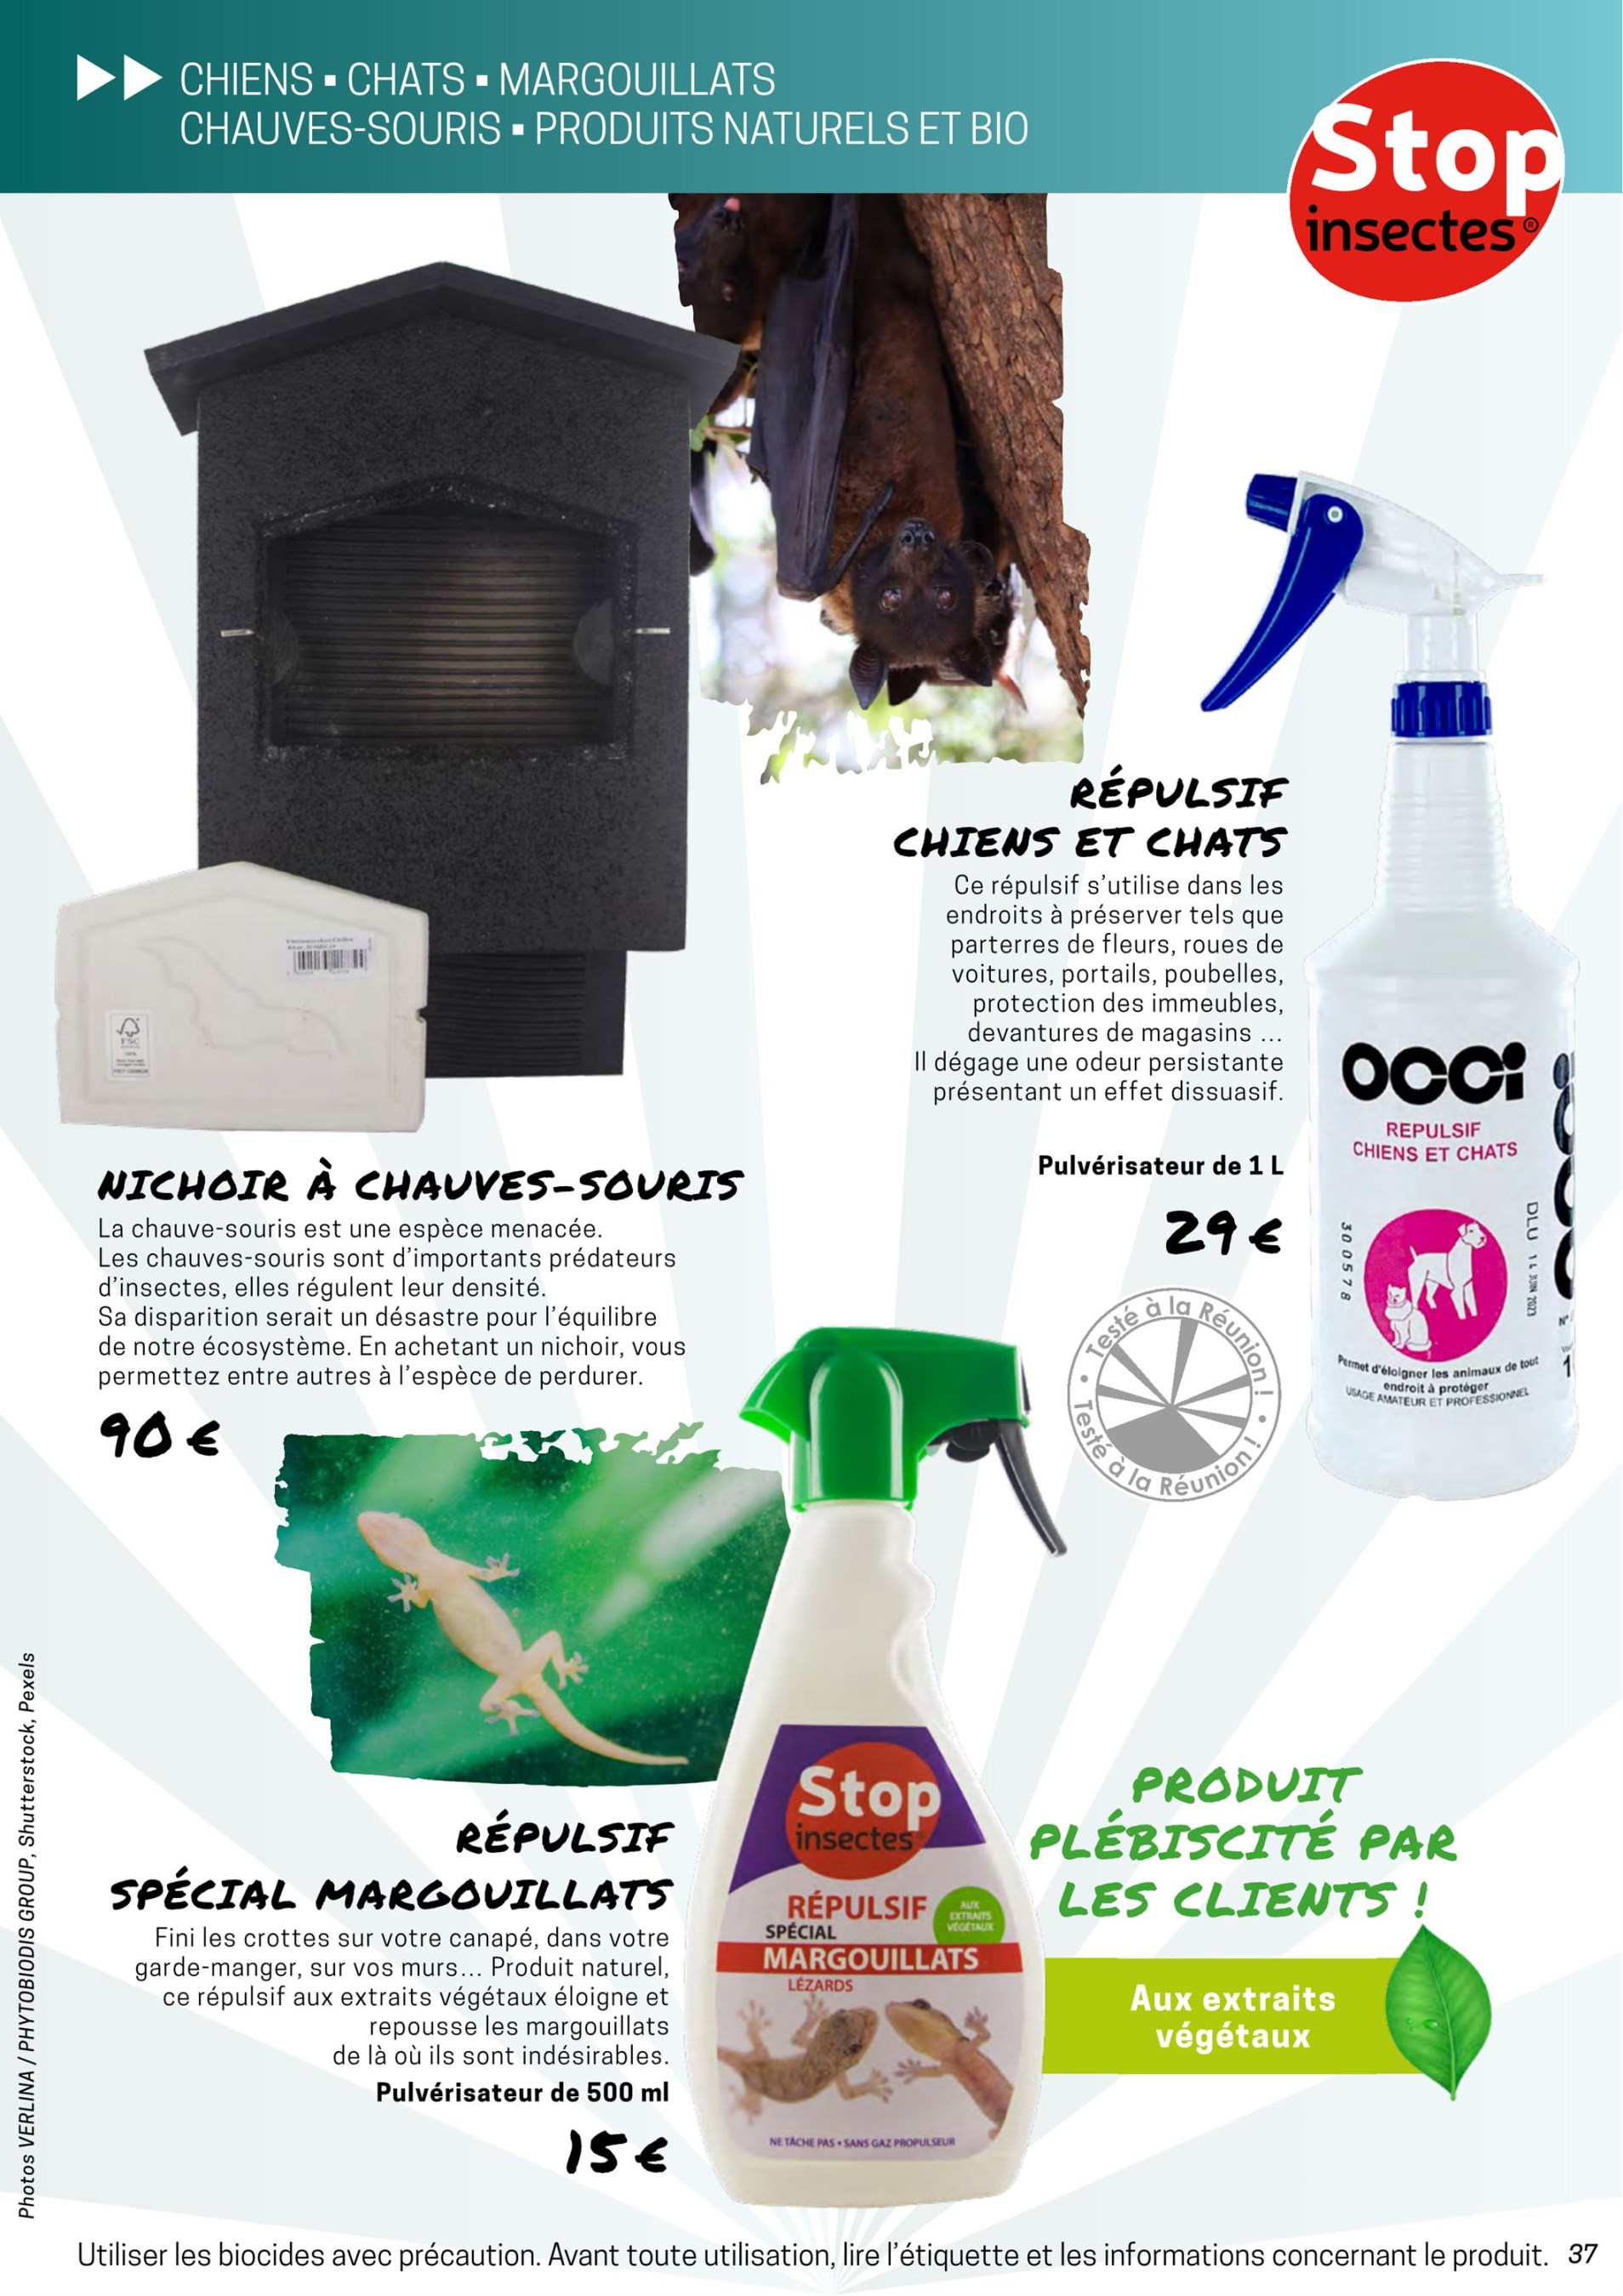 CHIENS ▪ CHATS ▪ MARGOUILLATS
CHAUVES-SOURIS ▪ PRODUITS NATURELS ET BIO
Stop
insectes®
RÉPULSIF
CHIENS ET CHATS
Ce répulsif s’utilise dans les
endroits à préserver tels que
parterres de fleurs, roues de
voitures, portails, poubelles,
protection des immeubles,
devantures de magasins ...
Il dégage une odeur persistante
présentant un effet dissuasif.
Pulvérisateur de 1 L
29 €
occi
REPULSIF
CHIENS ET CHATS
300578
DLU 14 JUN 2023
Permet d'éloigner les animaux de tout
endroit à protéger
USAGE AMATEUR ET PROFESSIONNEL
Testé à la Réunion !
Testé à la Réunion !
FSC
NICHOIR À CHAUVES-SOURIS
La chauve-souris est une espèce menacée.
Les chauves-souris sont d’importants prédateurs
d’insectes, elles régulent leur densité.
Sa disparition serait un désastre pour l’équilibre
de notre écosystème. En achetant un nichoir, vous
permettez entre autres à l’espèce de perdurer.
90 €
RÉPULSIF
SPÉCIAL MARGOUILLATS
Fini les crottes sur votre canapé, dans votre
garde-manger, sur vos murs... Produit naturel,
ce répulsif aux extraits végétaux éloigne et
repousse les margouillats
de là où ils sont indésirables.
Pulvérisateur de 500 ml
15 €
Stop
insectes
RÉPULSIF
SPÉCIAL
AUX
EXTRAITS
VÉGÉTAUX
MARGOUILLATS
LÉZARDS
NE TÂCHE PAS • SANS GAZ PROPULSEUR
PRODUIT
PLÉBISCITÉ PAR
LES CLIENTS !
Aux extraits
végétaux
Photos VERLINA / PHYTOBIODIS GROUP, Shutterstock, Pexels
Utiliser les biocides avec précaution. Avant toute utilisation, lire l’étiquette et les informations concernant le produit. 37